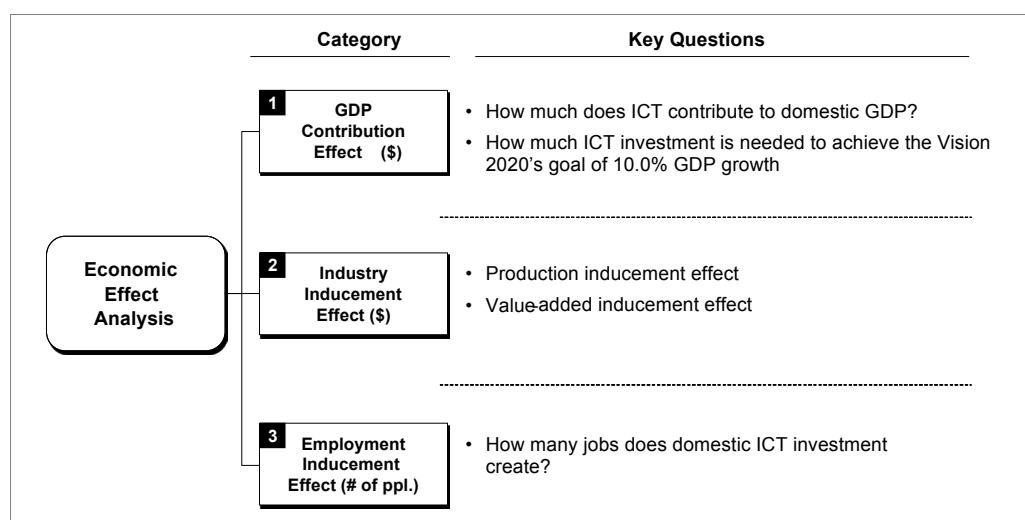 Category
Key Questions
Economic
Effect
Analysis
1
GDP
Contribution
Effect ($)
• How much does ICT contribute to domestic GDP?
• How much ICT investment is needed to achieve the Vision
2020's goal of 10.0% GDP growth
2
Industry
Inducement
Effect ($)
• Production inducement effect
• Value-added inducement effect
3
Employment
Inducement
Effect (# of ppl.)
• How many jobs does domestic ICT investment
create?